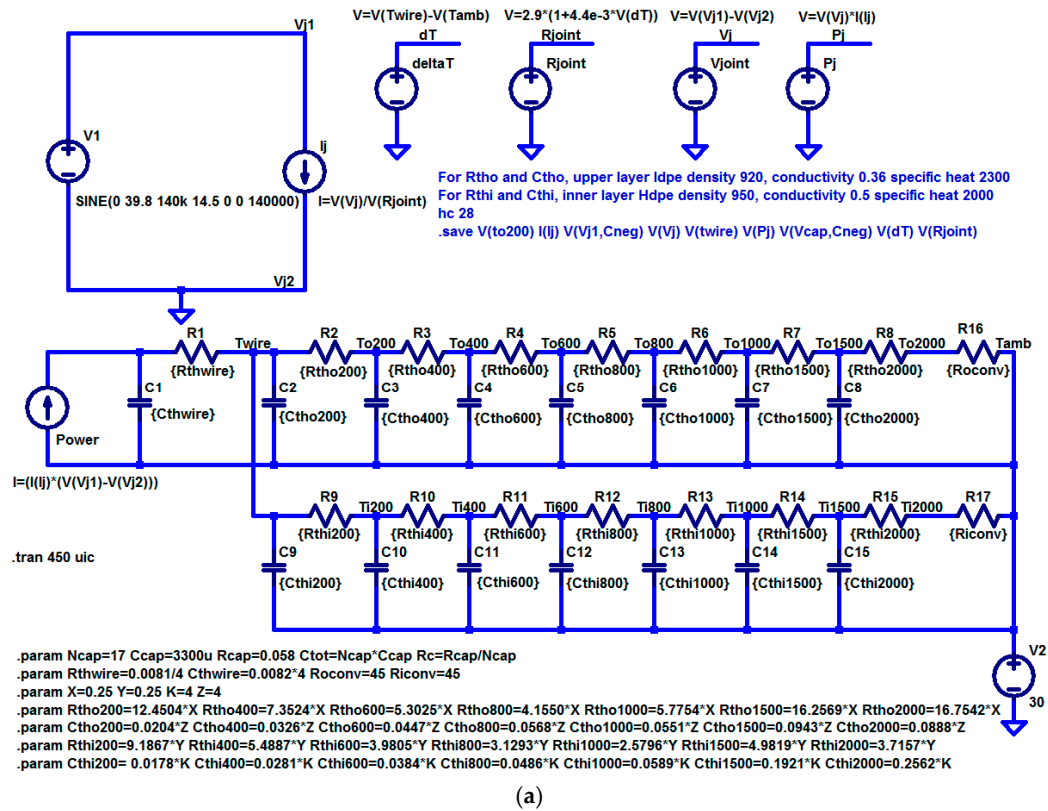 V=V(Twire)-V(Tamb) V=2.9*(1+4.4e-3*V(dT)) V=V(Vj1)-V(Vj2) V=V(Vj)*I(Ij)
Vj1 dT Rjoint Vj Pj
deltaT Rjoint Vjoint Pj
V1 Ij
SINE(0 39.8 140k 14.5 0 0 140000) I=V(Vj)/V(Rjoint)
For Rtho and Ctho, upper layer ldpe density 920, conductivity 0.36 specific heat 2300
For Rthi and Cthi, inner layer Hdpe density 950, conductivity 0.5 specific heat 2000
hc 28
.save V(to200) I(Ij) V(Vj1,Cneg) V(Vj) V(twire) V(Pj) V(Vcap,Cneg) V(dT) V(Rjoint)
Vj2
R1 Twire R2 To200 R3 To400 R4 To600 R5 To800 R6 To1000 R7 To1500 R8 To2000 R16 Tamb
{Rthwire} {Rtho200} {Rtho400} {Rtho600} {Rtho800} {Rtho1000} {Rtho1500} {Rtho2000} {Roconv}
C1 C2 C3 C4 C5 C6 C7 C8
{Cthwire} {Ctho200} {Ctho400} {Ctho600} {Ctho800} {Ctho1000} {Ctho1500} {Ctho2000}
Power
I=(I(Ij)*(V(Vj1)-V(Vj2)))
R9 Ti200 R10 Ti400 R11 Ti600 R12 Ti800 R13 Ti1000 R14 Ti1500 R15 Ti2000 R17
{Rthi200} {Rthi400} {Rthi600} {Rthi800} {Rthi1000} {Rthi1500} {Rthi2000} {Riconv}
.tran 450 uic
C9 C10 C11 C12 C13 C14 C15
{Cthi200} {Cthi400} {Cthi600} {Cthi800} {Cthi1000} {Cthi1500} {Cthi2000}
V2
30
.param Ncap=17 Ccap=3300u Rcap=0.058 Ctot=Ncap*Ccap Rc=Rcap/Ncap
.param Rthwire=0.0081/4 Cthwire=0.0082*4 Roconv=45 Riconv=45
.param X=0.25 Y=0.25 K=4 Z=4
.param Rtho200=12.4504*X Rtho400=7.3524*X Rtho600=5.3025*X Rtho800=4.1550*X Rtho1000=5.7754*X Rtho1500=16.2569*X Rtho2000=16.7542*X
.param Ctho200=0.0204*Z Ctho400=0.0326*Z Ctho600=0.0447*Z Ctho800=0.0568*Z Ctho1000=0.0551*Z Ctho1500=0.0943*Z Ctho2000=0.0888*Z
.param Rthi200=9.1867*Y Rthi400=5.4887*Y Rthi600=3.9805*Y Rthi800=3.1293*Y Rthi1000=2.5796*Y Rthi1500=4.9819*Y Rthi2000=3.7157*Y
.param Cthi200= 0.0178*K Cthi400=0.0281*K Cthi600=0.0384*K Cthi800=0.0486*K Cthi1000=0.0589*K Cthi1500=0.1921*K Cthi2000=0.2562*K
(a)